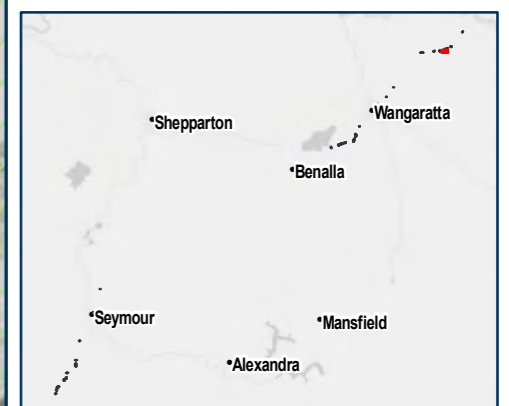 Wangaratta
Shepparton
Benalla
Seymour
Mansfield
Alexandra